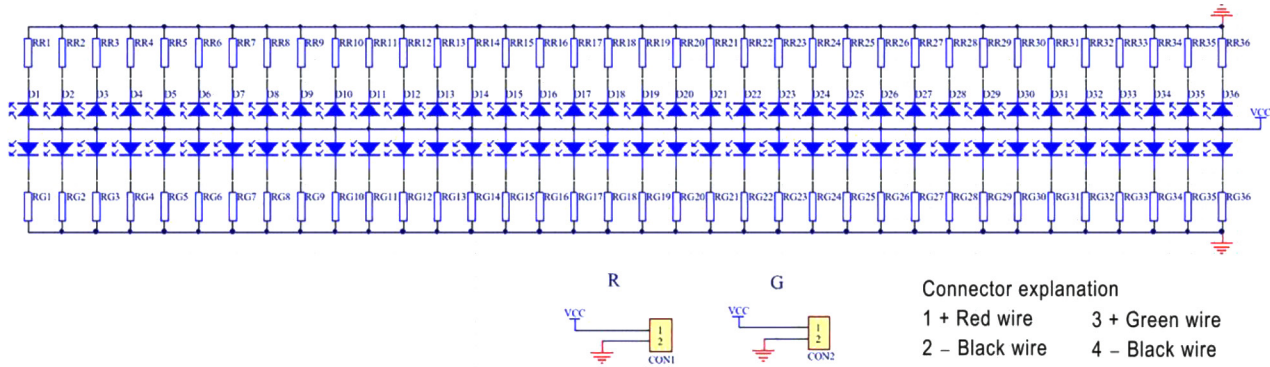 RR1 RR2 RR3 RR4 RR5 RR6 RR7 RR8 RR9 RR10 RR11 RR12 RR13 RR14 RR15 RR16 RR17 RR18 RR19 RR20 RR21 RR22 RR23 RR24 RR25 RR26 RR27 RR28 RR29 RR30 RR31 RR32 RR33 RR34 RR35 RR36
D1 D2 D3 D4 D5 D6 D7 D8 D9 D10 D11 D12 D13 D14 D15 D16 D17 D18 D19 D20 D21 D22 D23 D24 D25 D26 D27 D28 D29 D30 D31 D32 D33 D34 D35 D36
VCC
RG1 RG2 RG3 RG4 RG5 RG6 RG7 RG8 RG9 RG10 RG11 RG12 RG13 RG14 RG15 RG16 RG17 RG18 RG19 RG20 RG21 RG22 RG23 RG24 RG25 RG26 RG27 RG28 RG29 RG30 RG31 RG32 RG33 RG34 RG35 RG36
R
VCC
1
2
CON1
G
VCC
1
2
CON2
Connector explanation
1 + Red wire 3 + Green wire
2 – Black wire 4 – Black wire